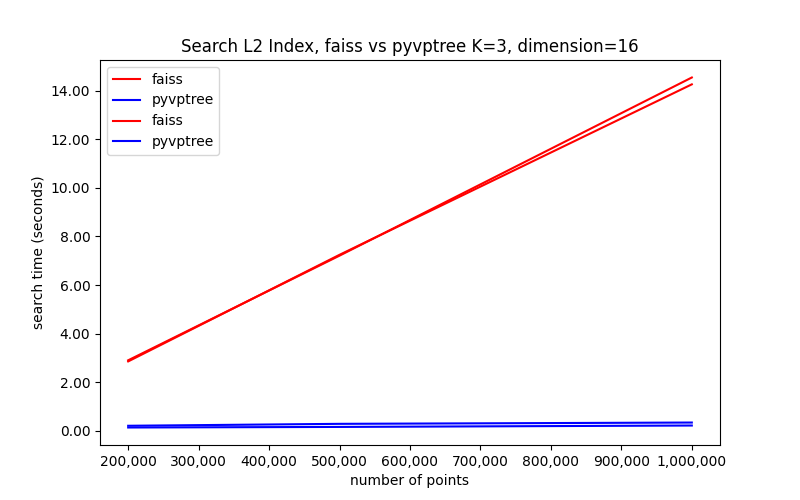 Search L2 Index, faiss vs pyvptree K=3, dimension=16
faiss
pyvptree
faiss
pyvptree
14.00
12.00
10.00
8.00
6.00
4.00
2.00
0.00
search time (seconds)
200,000 300,000 400,000 500,000 600,000 700,000 800,000 900,000 1,000,000
number of points